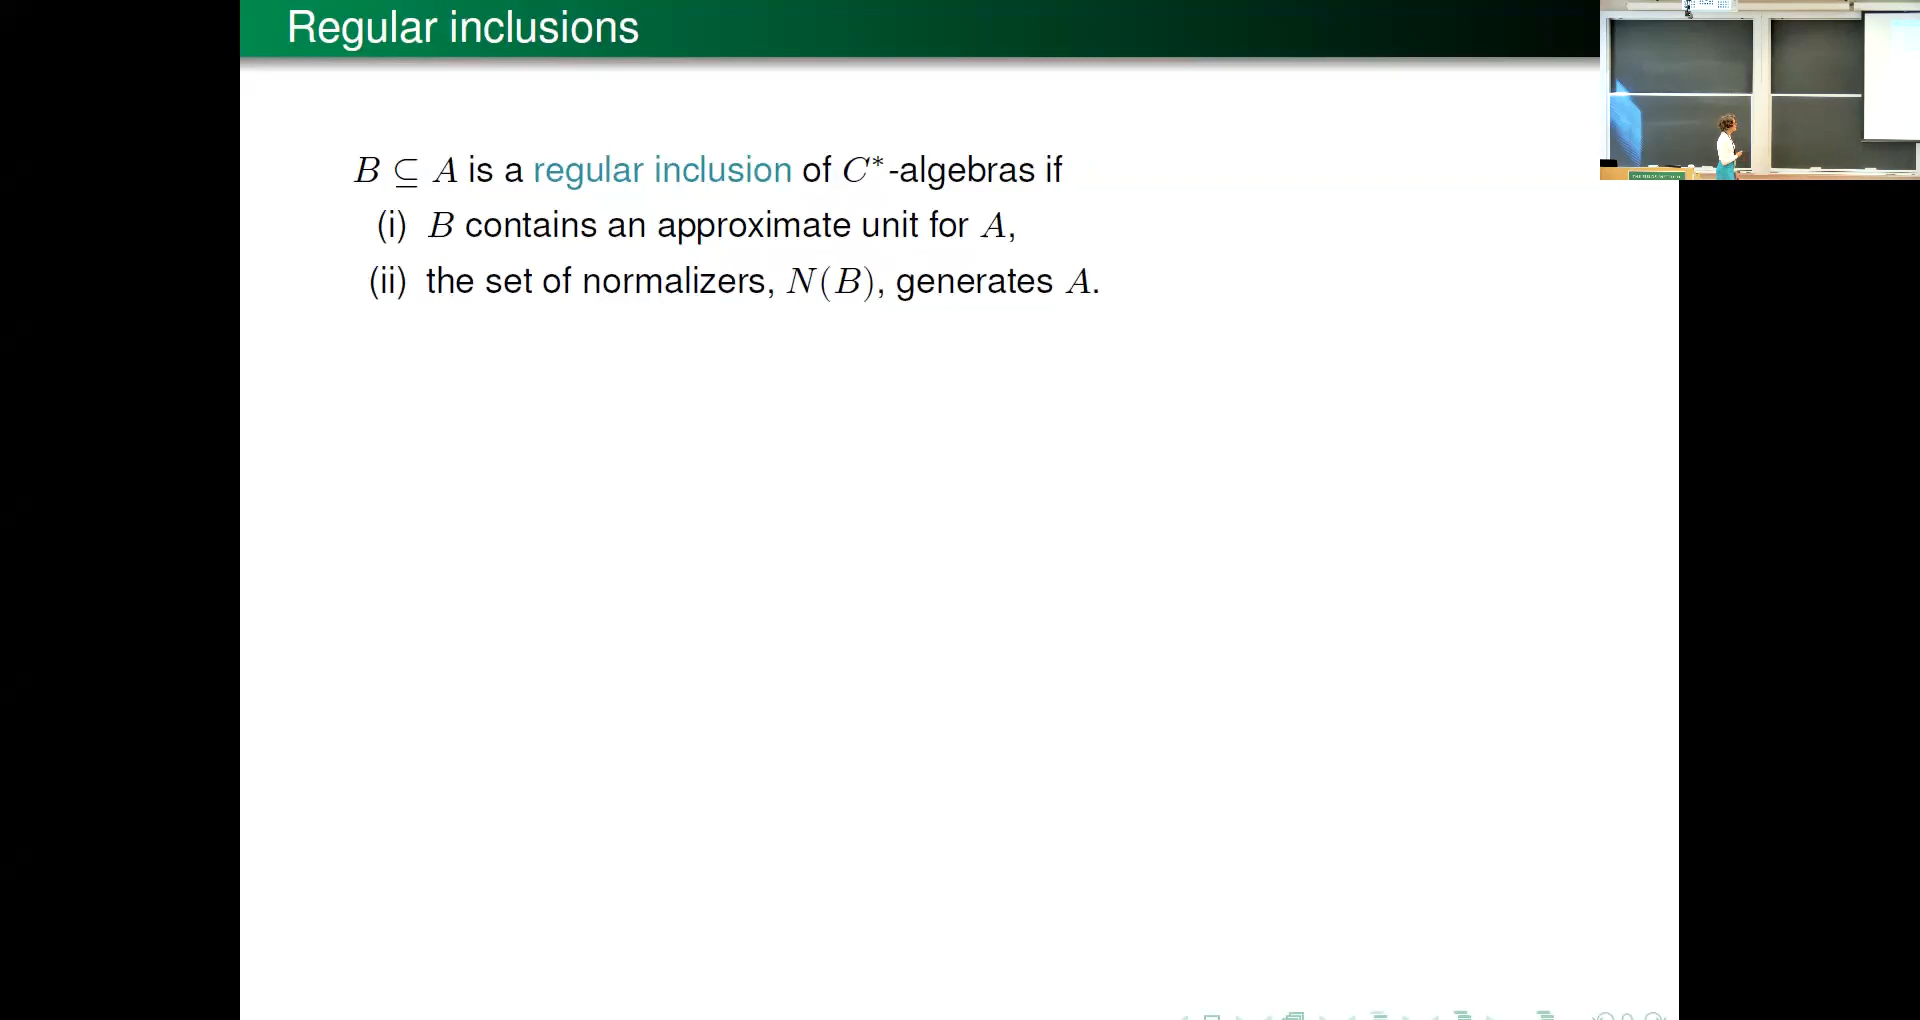 Regular inclusions
B ⊆ A is a regular inclusion of C*-algebras if
(i) B contains an approximate unit for A,
(ii) the set of normalizers, N(B), generates A.